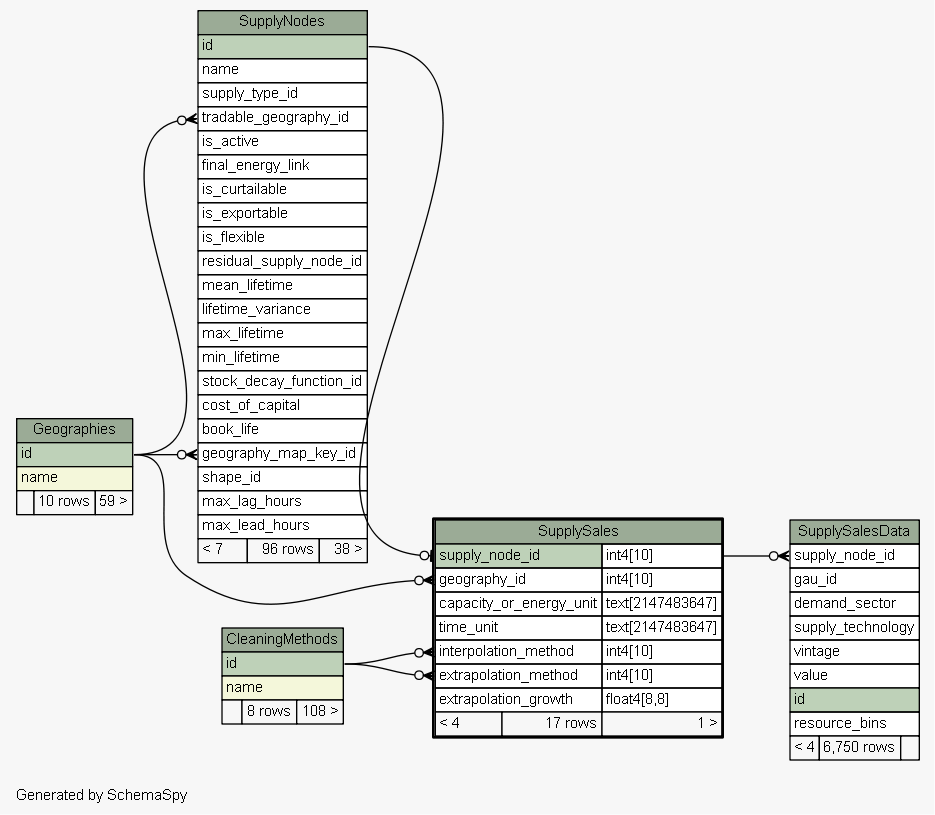 SupplyNodes
id
name
supply_type_id
tradable_geography_id
is_active
final_energy_link
is_curtailable
is_exportable
is_flexible
residual_supply_node_id
mean_lifetime
lifetime_variance
max_lifetime
min_lifetime
stock_decay_function_id
cost_of_capital
book_life
geography_map_key_id
shape_id
max_lag_hours
max_lead_hours
< 7 96 rows 38 >
Geographies
id
name
10 rows 59 >
SupplySales
supply_node_id int4[10]
geography_id int4[10]
capacity_or_energy_unit text[2147483647]
time_unit text[2147483647]
interpolation_method int4[10]
extrapolation_method int4[10]
extrapolation_growth float4[8,8]
< 4 17 rows 1 >
SupplySalesData
supply_node_id
gau_id
demand_sector
supply_technology
vintage
value
id
resource_bins
< 4 6,750 rows
CleaningMethods
id
name
8 rows 108 >
Generated by SchemaSpy